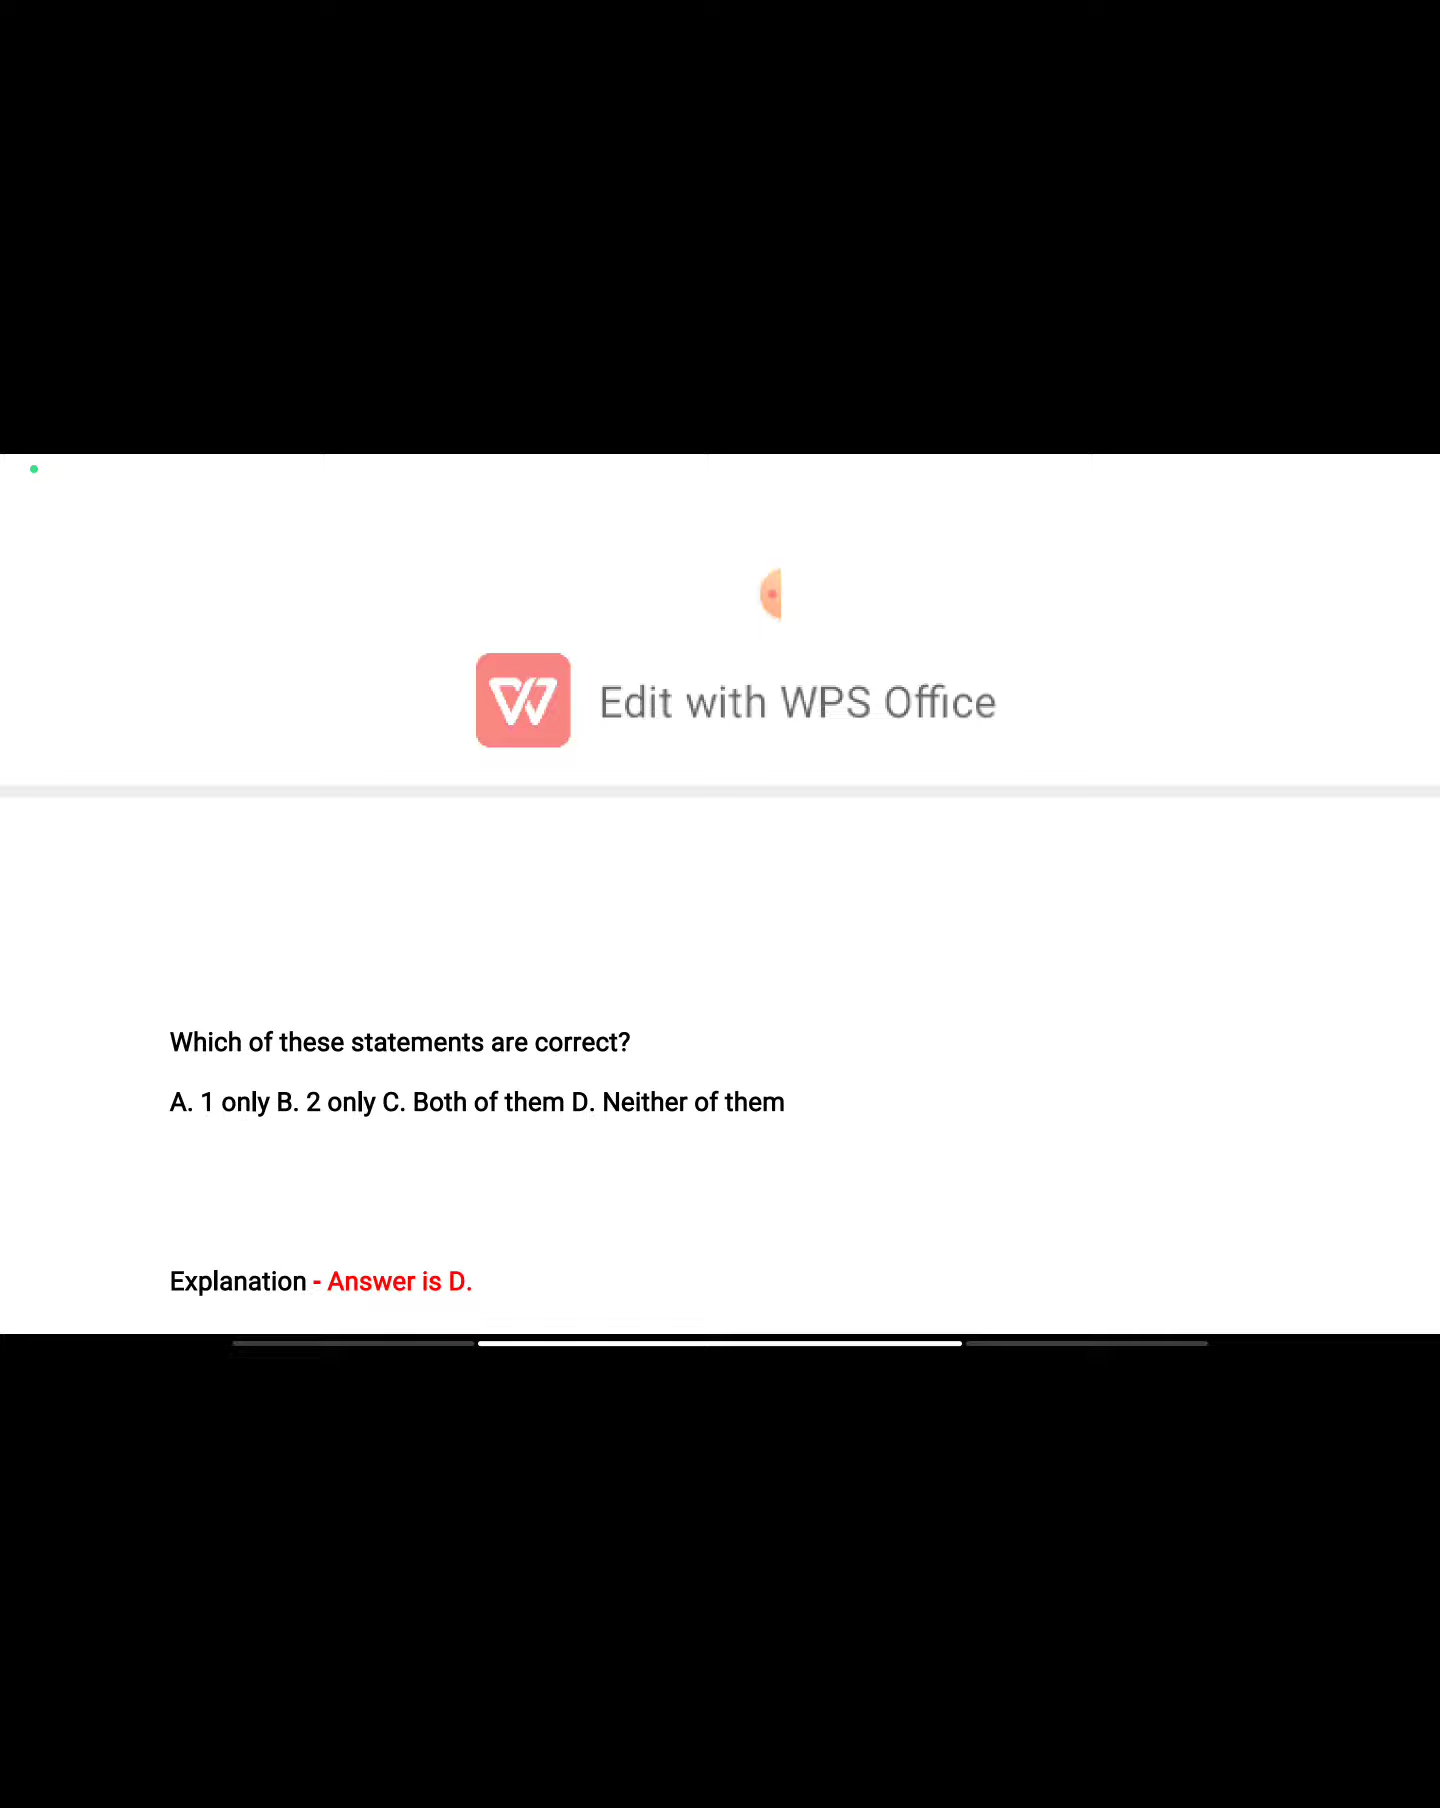 Edit with WPS Office
Which of these statements are correct?
A. 1 only B. 2 only C. Both of them D. Neither of them
Explanation - Answer is D.